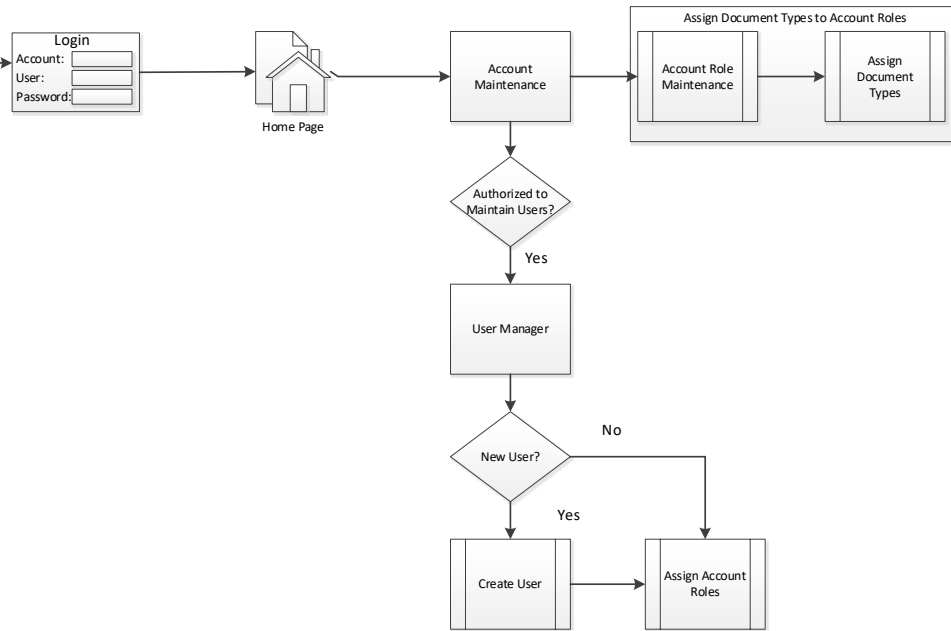 Login
Account:
User:
Password:
Home Page
Account
Maintenance
Assign Document Types to Account Roles
Account Role
Maintenance
Assign
Document
Types
Authorized to
Maintain Users?
Yes
User Manager
New User?
No
Yes
Create User
Assign Account
Roles